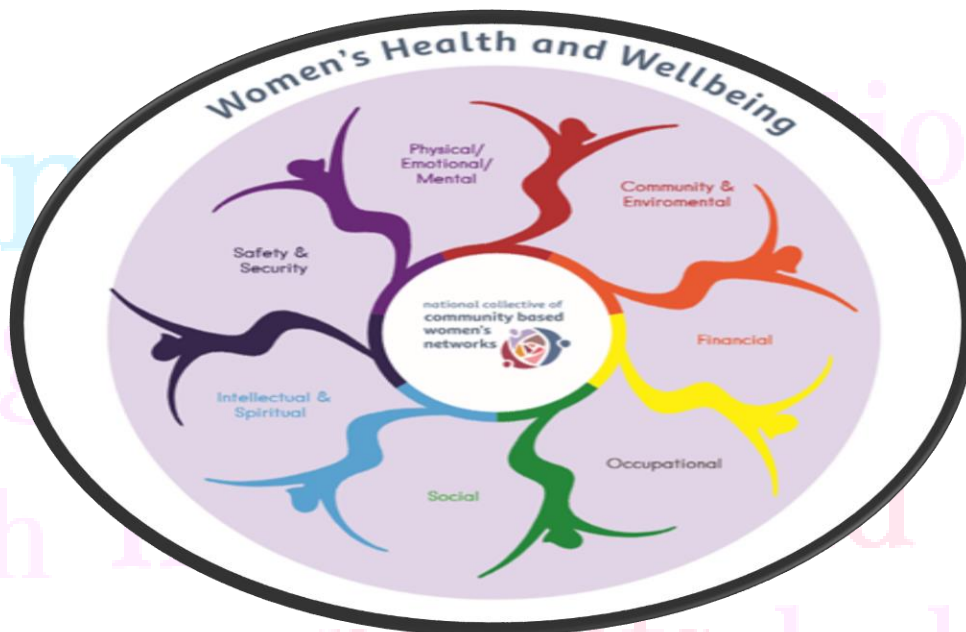 Women's Health and Wellbeing
Physical/
Emotional/
Mental
Community &
Enviromental
Financial
Occupational
Social
Intellectual &
Spiritual
Safety &
Security
national collective of
community based
women's
networks